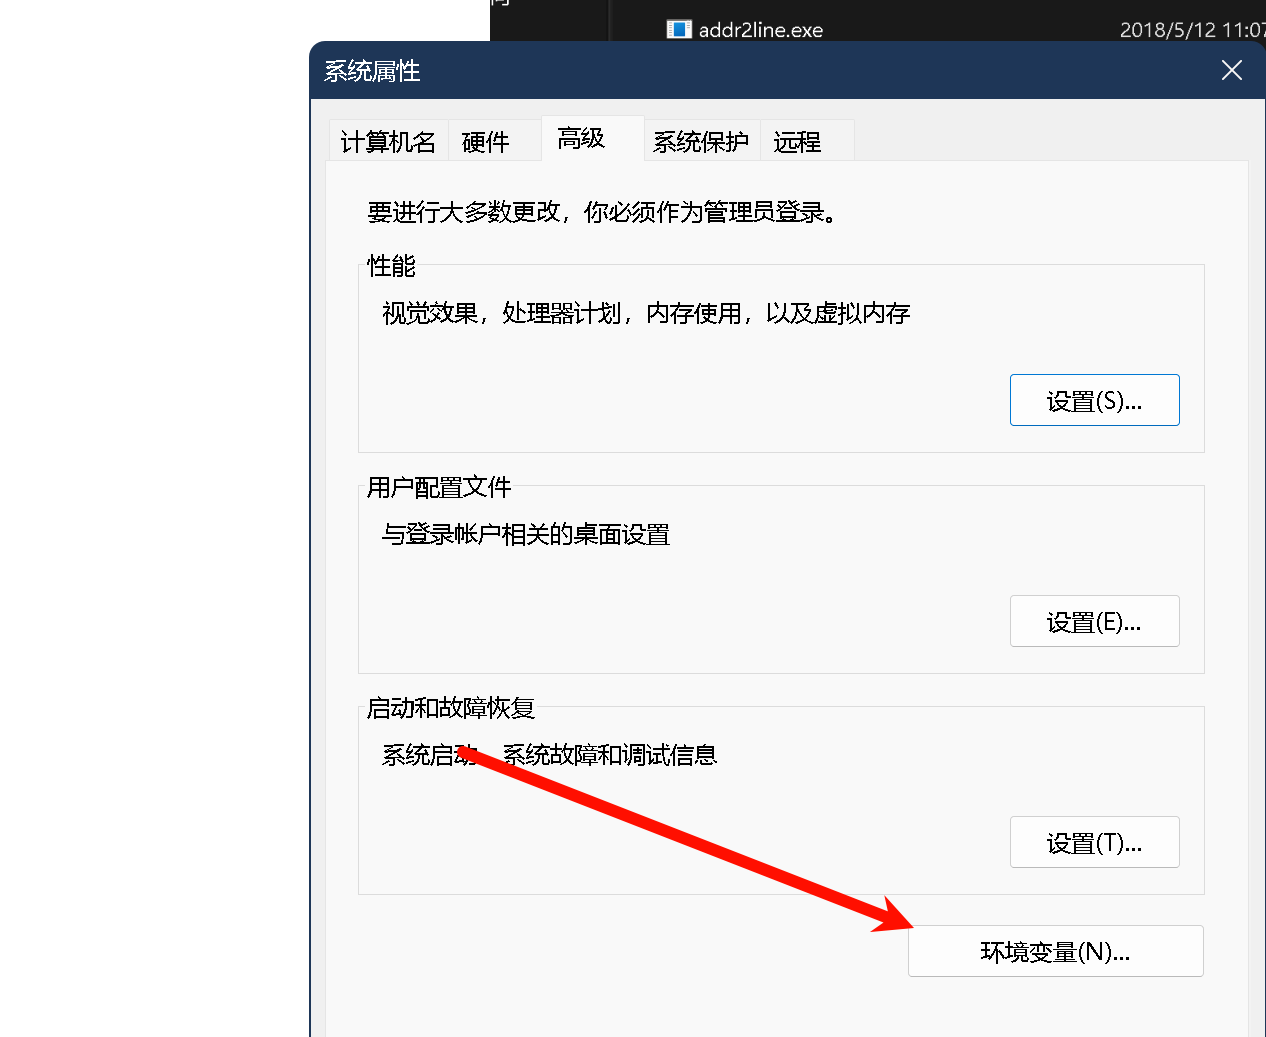 addr2line.exe 2018/5/12 11:07
系统属性
计算机名 硬件 高级 系统保护 远程
要进行大多数更改，你必须作为管理员登录。
性能
视觉效果，处理器计划，内存使用，以及虚拟内存
设置(S)...
用户配置文件
与登录帐户相关的桌面设置
设置(E)...
启动和故障恢复
系统启动、系统故障和调试信息
设置(T)...
环境变量(N)...